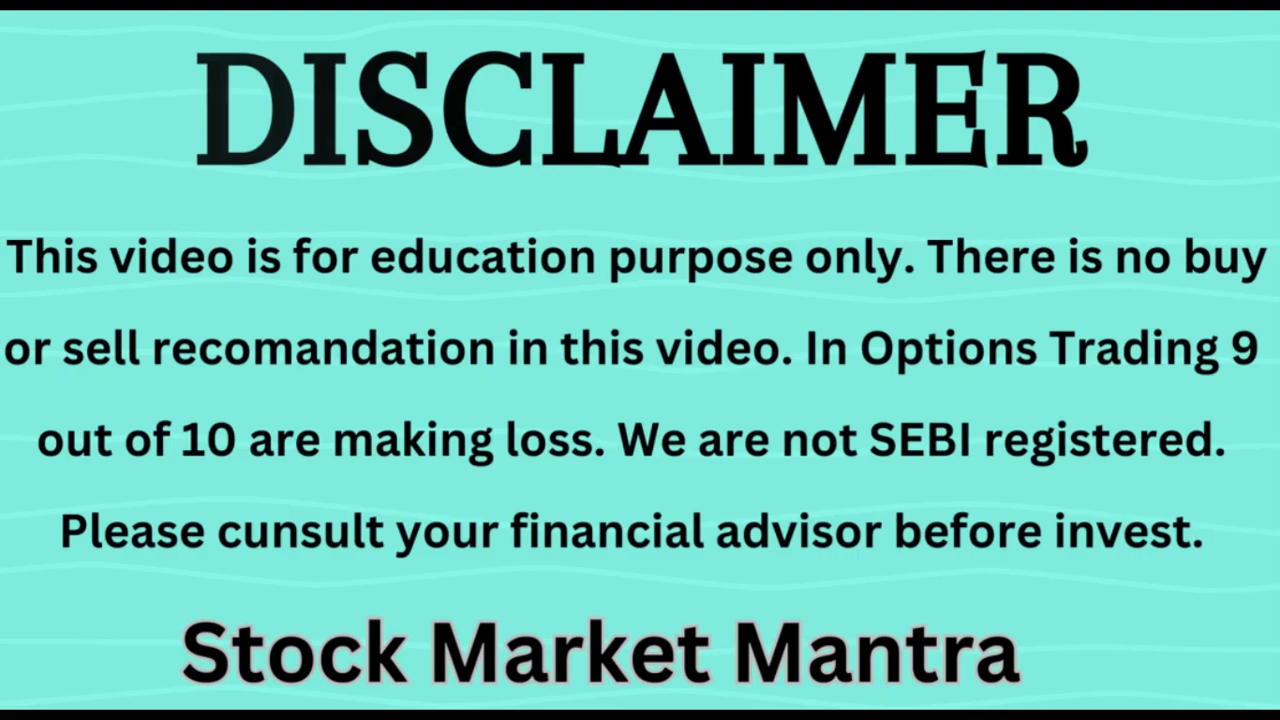 DISCLAIMER
This video is for education purpose only. There is no buy
or sell recomandation in this video. In Options Trading 9
out of 10 are making loss. We are not SEBI registered.
Please cunsult your financial advisor before invest.
Stock Market Mantra